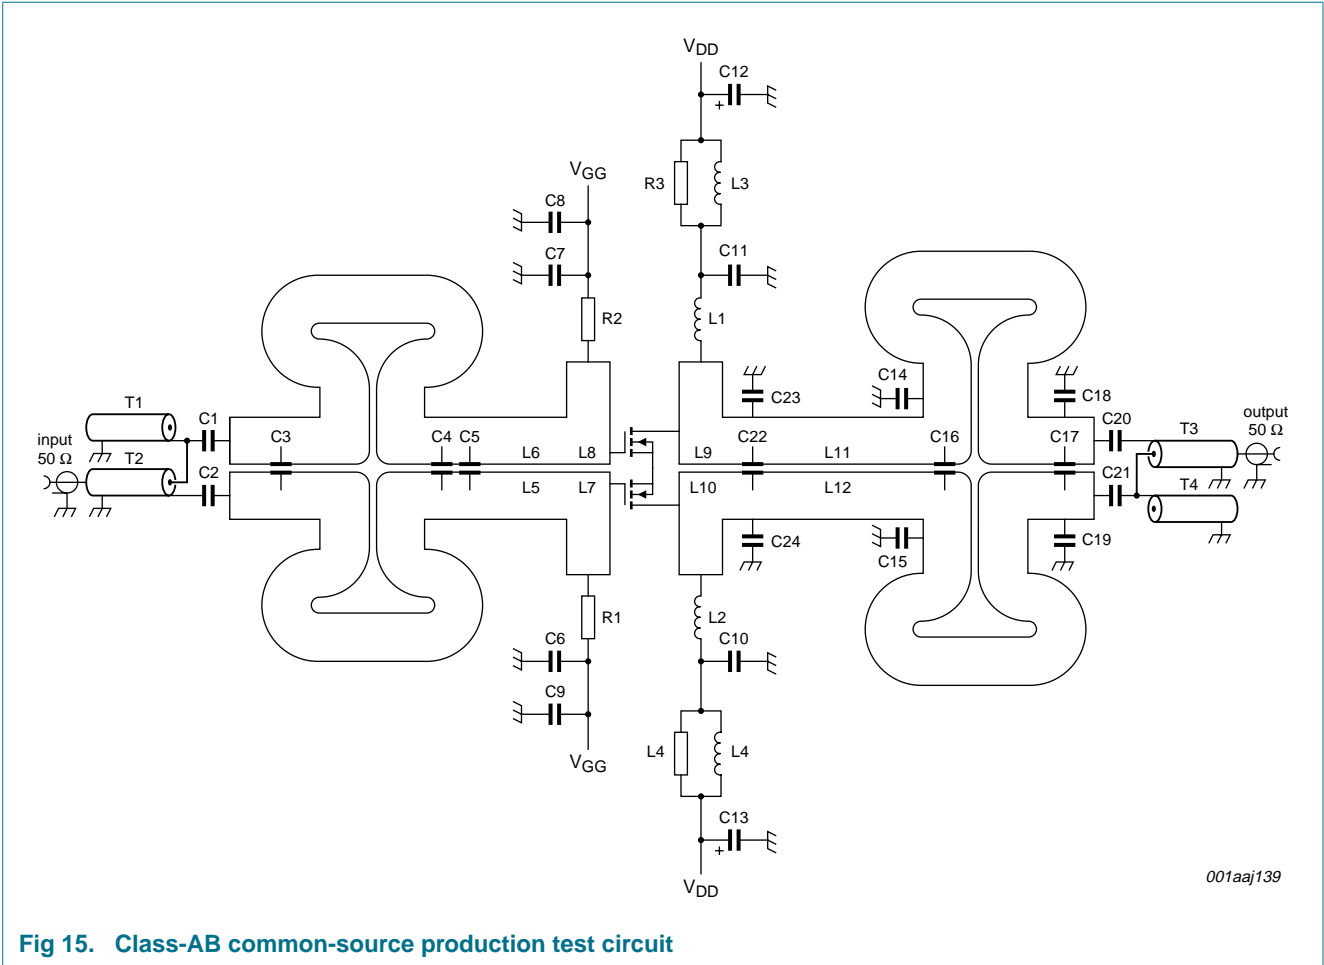 VDD
C12
+
R3
L3
VGG
C8
C11
C7
R2
L1
C14
C23
C18
T1
C1
C3
C4
C5
L6
L8
L9
C22
L11
C16
C17
C20
T3
output
50 Ω
input
50 Ω
T2
C2
L5
L7
L10
L12
C21
T4
C24
C15
C19
R1
L2
C6
C10
C9
VGG
L4
L4
C13
+
VDD
001aaj139
Fig 15. Class-AB common-source production test circuit